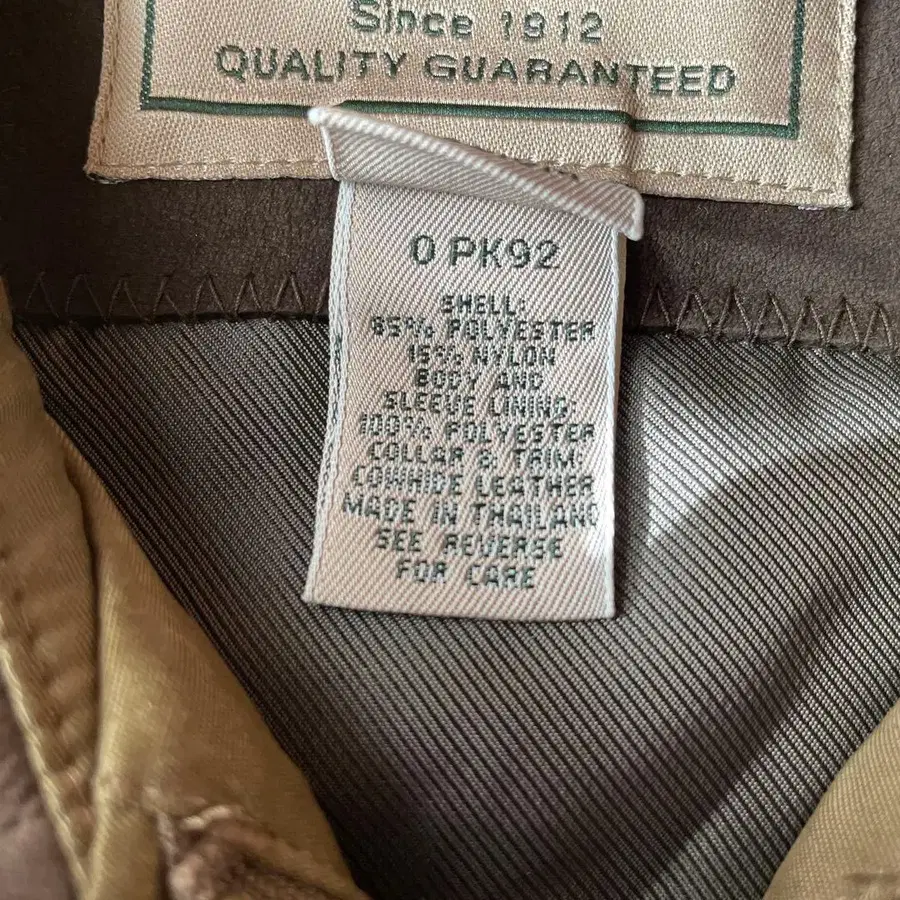 Since 1912
QUALITY GUARANTEED
0 PK92
SHELL:
85% POLYESTER
15% NYLON
BODY AND
SLEEVE LINING:
100% POLYESTER
COLLAR & TRIM:
COWHIDE LEATHER
MADE IN THAILAND
SEE REVERSE
FOR CARE